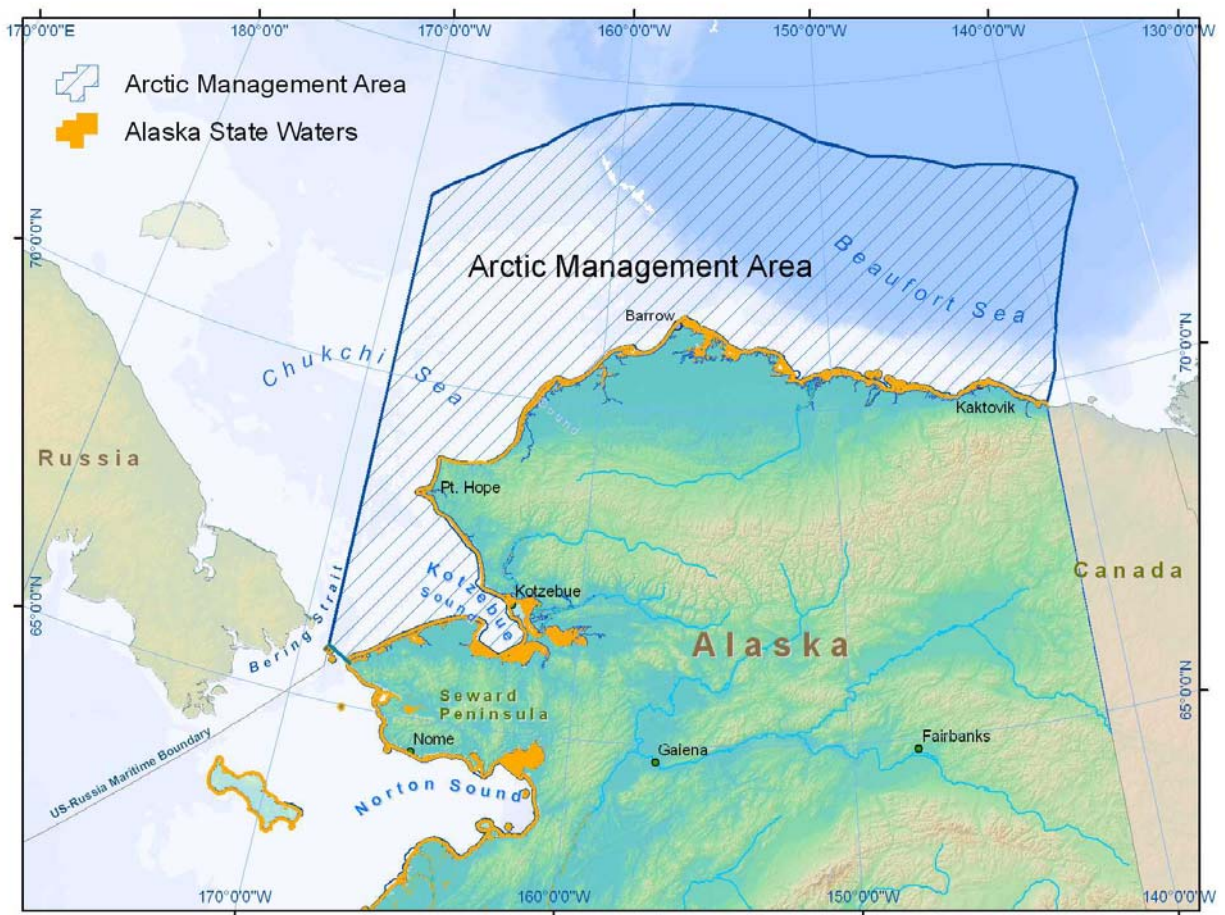 170°0'0"E
180°0'0"
170°0'0"W
160°0'0"W
150°0'0"W
140°0'0"W
130°0'0"W
Arctic Management Area
Alaska State Waters
70°0'0"N
Arctic Management Area
Beaufort Sea
Barrow
Chukchi Sea
70°0'0"N
Kaktovik
Sound
Russia
Pt. Hope
Canada
Kotzebue
Sound
Kotzebue
65°0'0"N
Bering Strait
Alaska
65°0'0"N
Seward
Peninsula
Nome
Galena
Fairbanks
US-Russia Maritime Boundary
Norton Sound
170°0'0"W
160°0'0"W
150°0'0"W
140°0'0"W